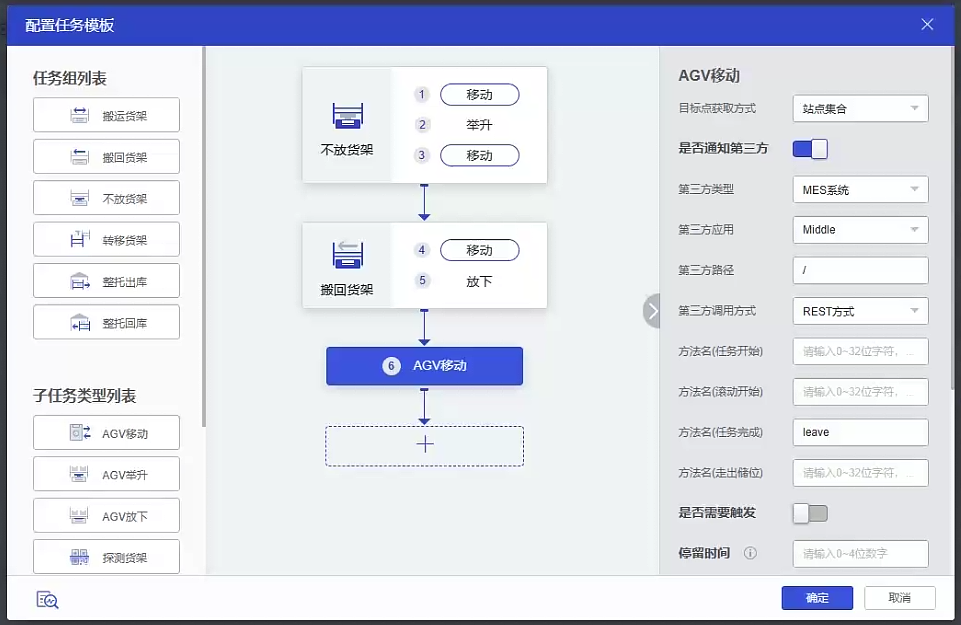 配置任务模板
任务组列表
搬运货架
搬回货架
不放货架
转移货架
整托出库
整托回库
子任务类型列表
AGV移动
AGV举升
AGV放下
探测货架
不放货架
1 移动
2 举升
3 移动
搬回货架
4 移动
5 放下
6 AGV移动
AGV移动
目标点获取方式 站点集合
是否通知第三方
第三方类型 MES系统
第三方应用 Middle
第三方路径 /
第三方调用方式 REST方式
方法名(任务开始) 请输入0~32位字符, ...
方法名(滚动开始) 请输入0~32位字符, ...
方法名(任务完成) leave
方法名(走出储位) 请输入0~32位字符, ...
是否需要触发
停留时间 请输入0~4位数字
确定
取消